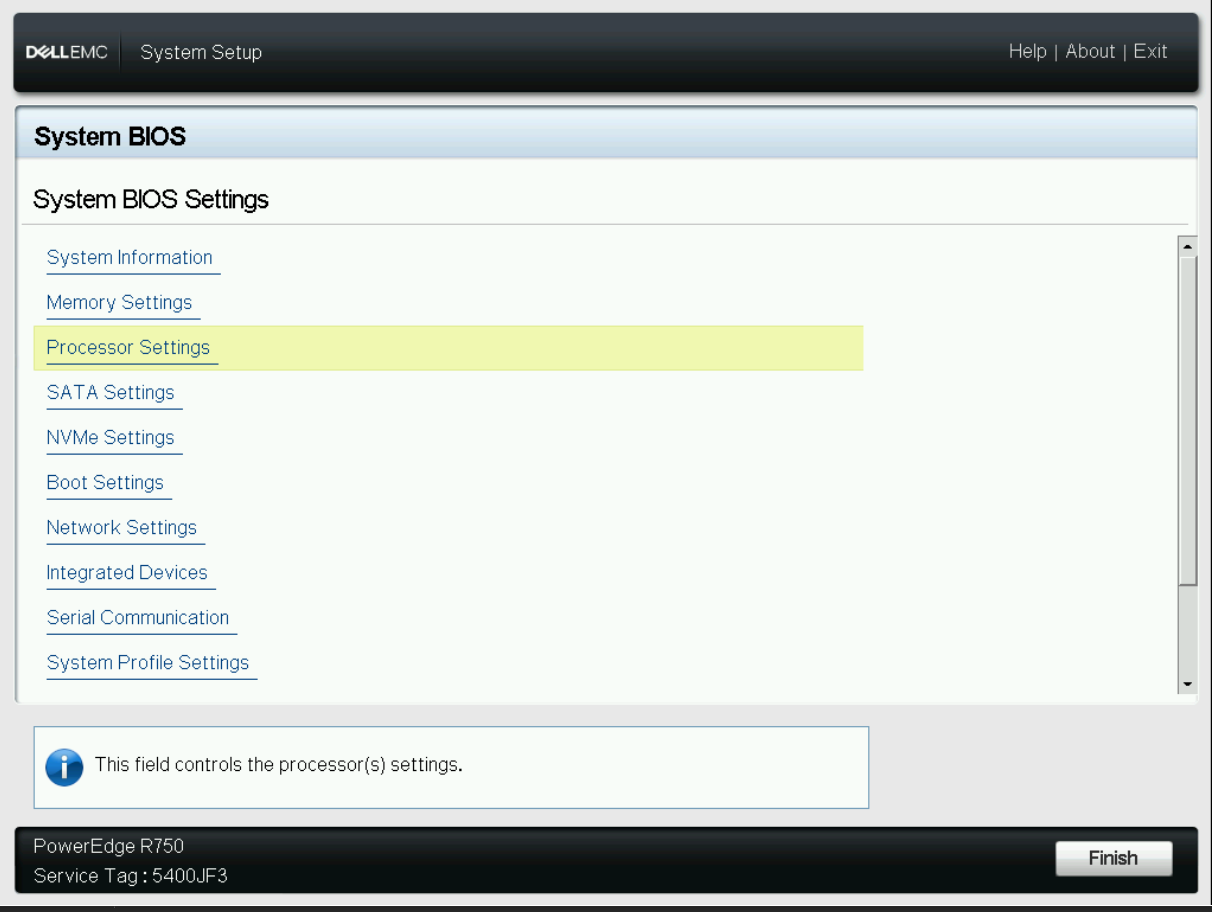 DELLEMC System Setup Help | About | Exit
System BIOS
System BIOS Settings
System Information
Memory Settings
Processor Settings
SATA Settings
NVMe Settings
Boot Settings
Network Settings
Integrated Devices
Serial Communication
System Profile Settings
This field controls the processor(s) settings.
PowerEdge R750
Service Tag : 5400JF3
Finish